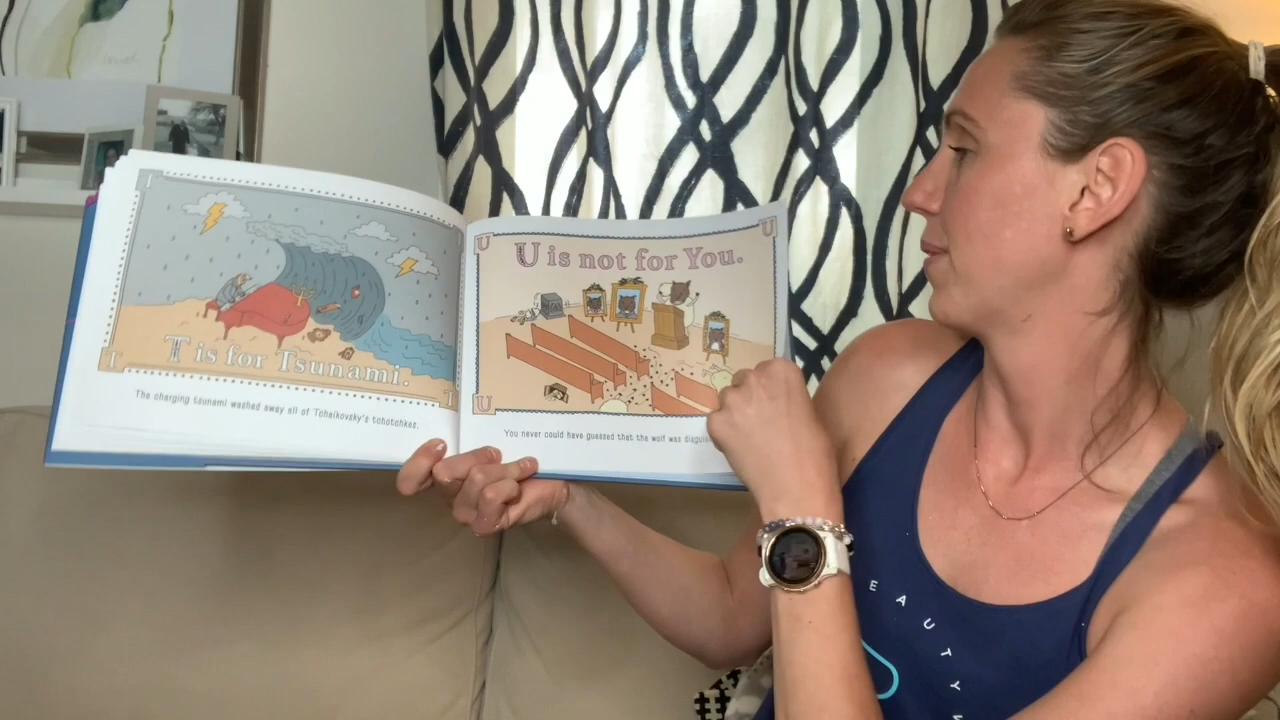 T is for Tsunami.
The charging tsunami washed away all of Tchaikovsky's tchotchkes.
U
U
U is not for You.
U
You never could have guessed that the wolf was
EAUTY